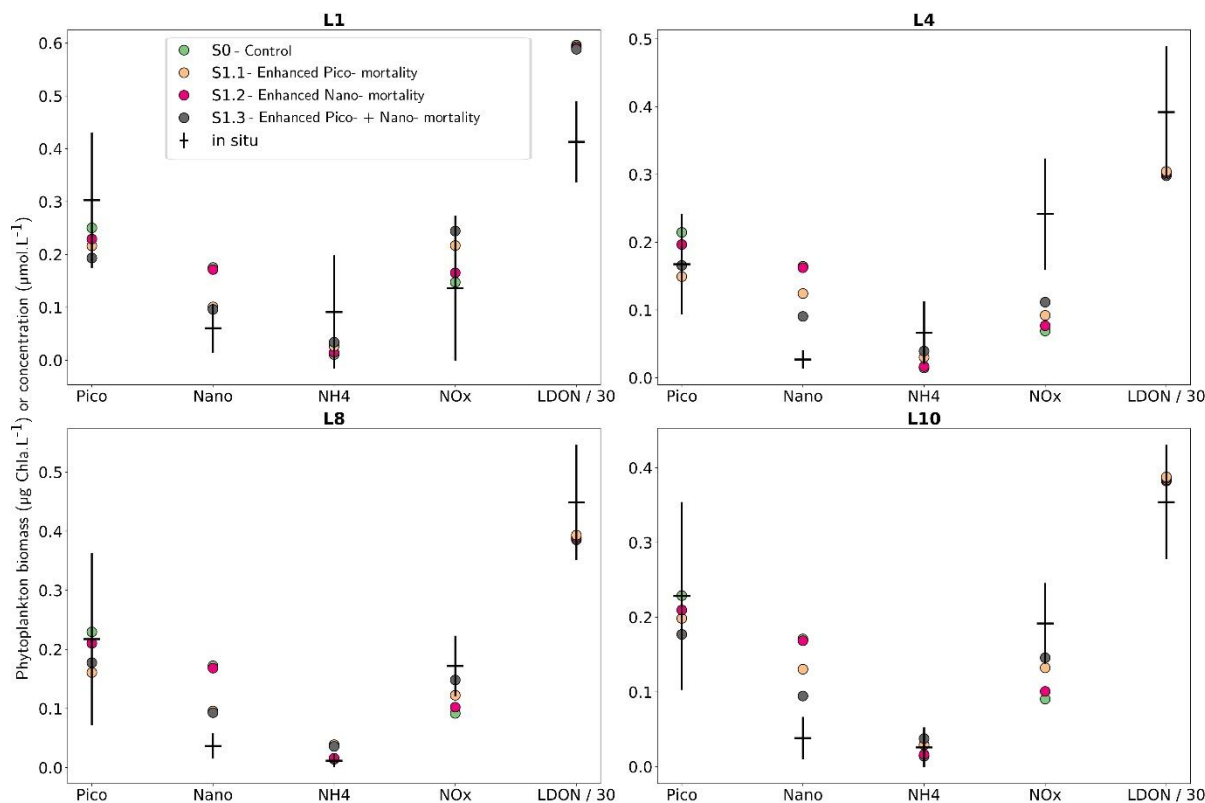 L1
0.6
0.5
0.4
0.3
0.2
0.1
0.0
S0 - Control
S1.1- Enhanced Pico- mortality
S1.2- Enhanced Nano- mortality
S1.3- Enhanced Pico- + Nano- mortality
in situ
Pico Nano NH4 NOx LDON / 30
L4
0.5
0.4
0.3
0.2
0.1
0.0
Pico Nano NH4 NOx LDON / 30
Phytoplankton biomass (µg Chla.L⁻¹) or concentration (µmol.L⁻¹)
L8
0.5
0.4
0.3
0.2
0.1
0.0
Pico Nano NH4 NOx LDON / 30
L10
0.4
0.3
0.2
0.1
0.0
Pico Nano NH4 NOx LDON / 30